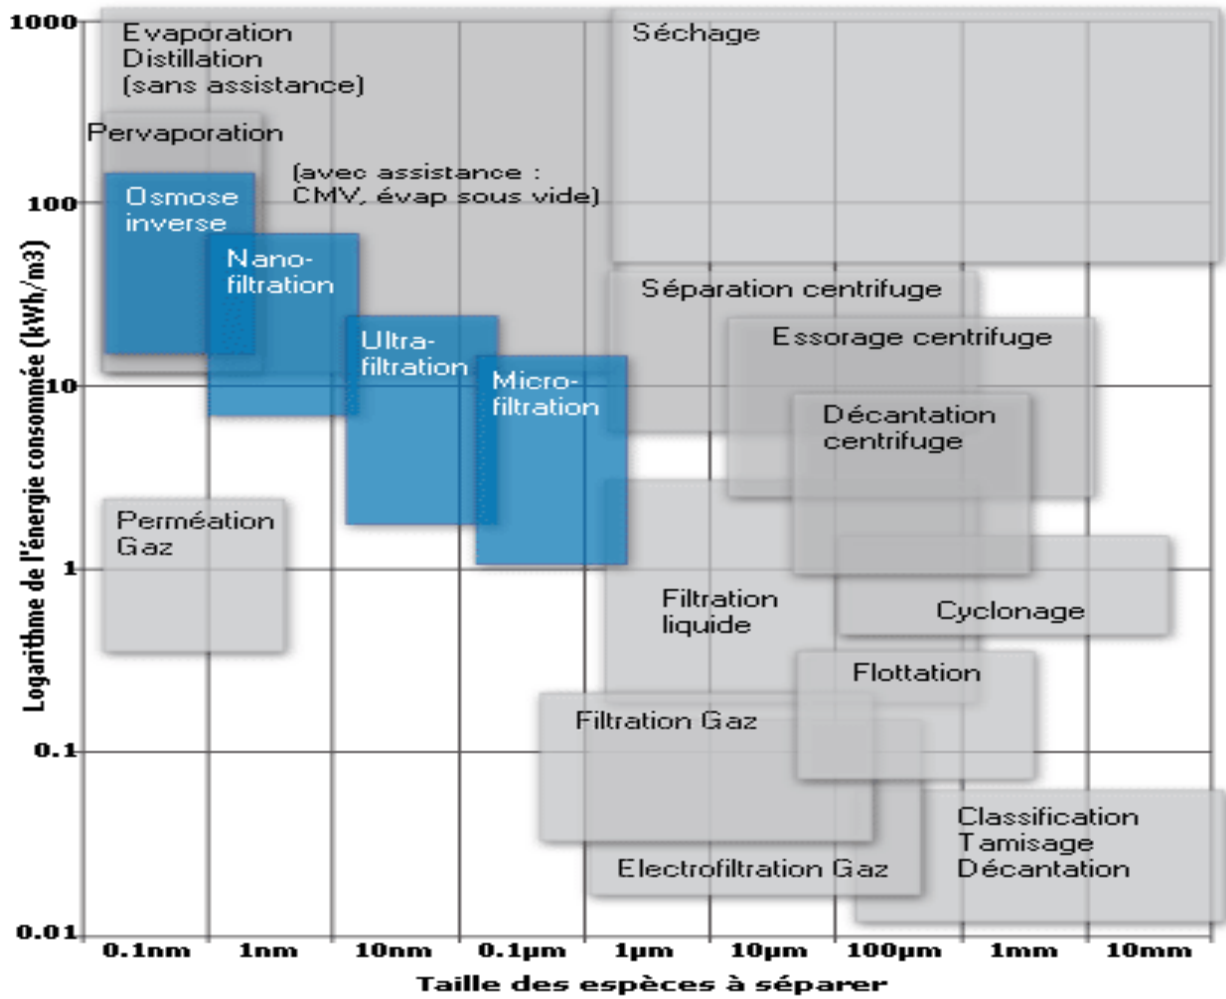 1000
100
10
1
0.1
0.01
Logarithme de l'énergie consommée (kWh/m3)
Evaporation
Distillation
(sans assistance)
Séchage
Pervaporation
(avec assistance :
CMV, évap sous vide)
Osmose
inverse
Nano-
filtration
Séparation centrifuge
Essorage centrifuge
Ultra-
filtration
Micro-
filtration
Décantation
centrifuge
Perméation
Gaz
Filtration
liquide
Cyclonage
Flottation
Filtration Gaz
Classification
Tamisage
Décantation
Electrofiltration Gaz
0.1nm 1nm 10nm 0.1µm 1µm 10µm 100µm 1mm 10mm
Taille des espèces à séparer